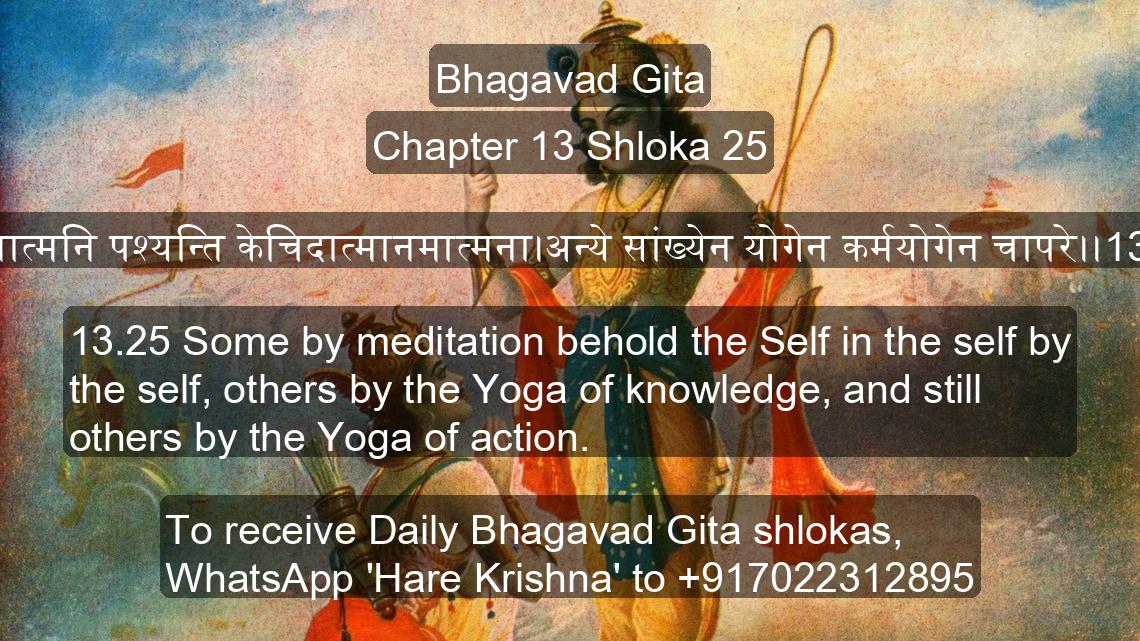 Bhagavad Gita
Chapter 13 Shloka 25
पश्यन्ति केचिदात्मानमात्मना।अन्ये सांख्येन योगेन कर्मयोगेन चापरे।।13
13.25 Some by meditation behold the Self in the self by
the self, others by the Yoga of knowledge, and still
others by the Yoga of action.
To receive Daily Bhagavad Gita shlokas,
WhatsApp 'Hare Krishna' to +917022312895